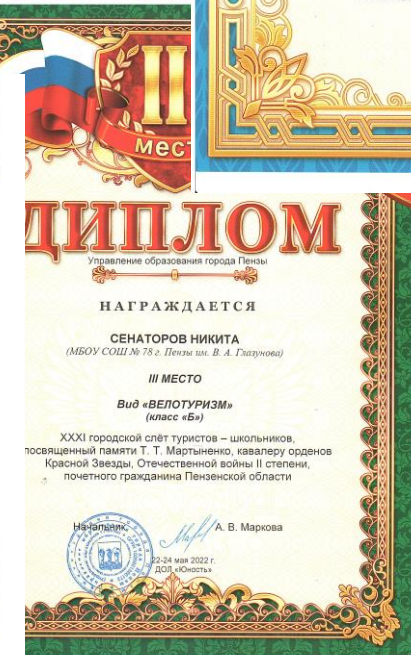 II
мест
ДИПЛОМ
Управление образования города Пензы
НАГРАЖДАЕТСЯ
СЕНАТОРОВ НИКИТА
(МБОУ СОШ № 78 г. Пензы им. В. А. Глазунова)
III МЕСТО
Вид «ВЕЛОТУРИЗМ»
(класс «Б»)
XXXI городской слёт туристов – школьников,
посвященный памяти Т. Т. Мартыненко, кавалеру орденов
Красной Звезды, Отечественной войны II степени,
почетного гражданина Пензенской области
Начальник
А. В. Маркова
22-24 мая 2022 г.
ДОЛ «Юность»